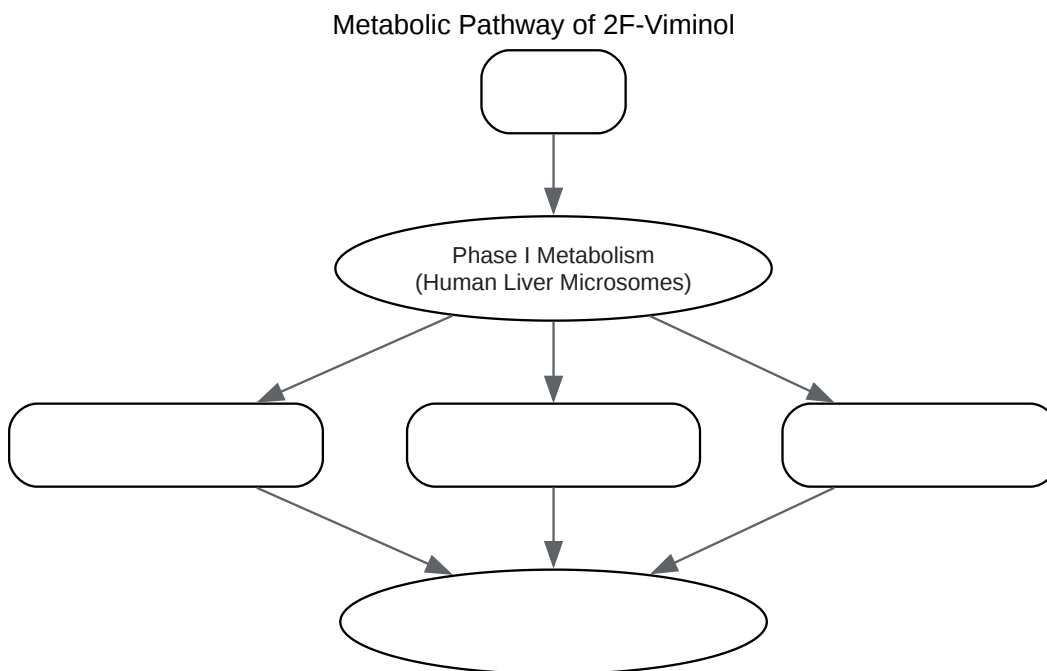 Metabolic Pathway of 2F-Viminol
Phase I Metabolism
(Human Liver Microsomes)